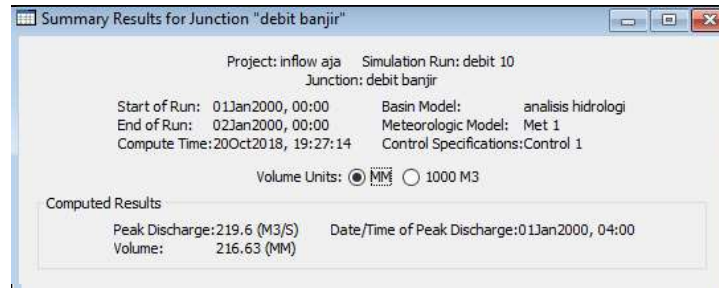 Summary Results for Junction "debit banjir"
Project: inflow aja Simulation Run: debit 10
Junction: debit banjir
Start of Run: 01Jan2000, 00:00 Basin Model: analisis hidrologi
End of Run: 02Jan2000, 00:00 Meteorologic Model: Met 1
Compute Time:20Oct2018, 19:27:14 Control Specifications:Control 1
Volume Units: MM 1000 M3
Computed Results
Peak Discharge:219.6 (M3/S) Date/Time of Peak Discharge:01Jan2000, 04:00
Volume: 216.63 (MM)